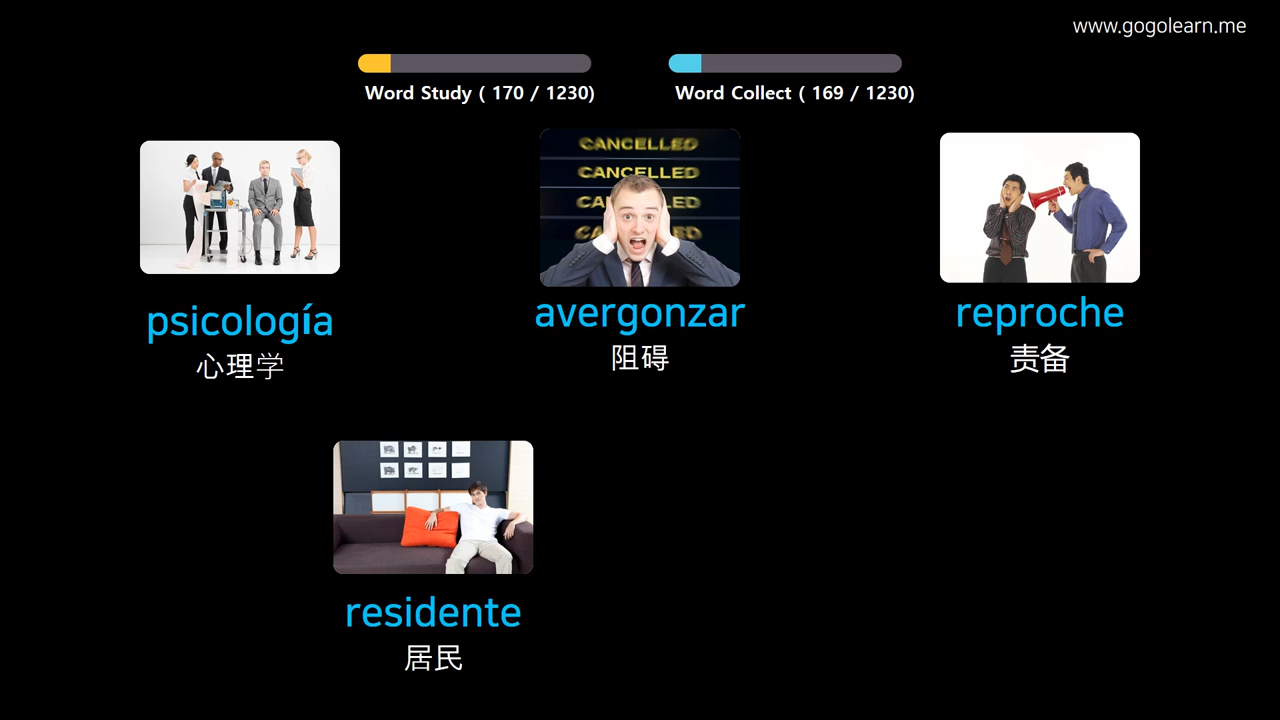 www.gogolearn.me
Word Study ( 170 / 1230)
Word Collect ( 169 / 1230)
CANCELLED
CANCELLED
psicología
心理学
avergonzar
阻碍
reproche
责备
residente
居民